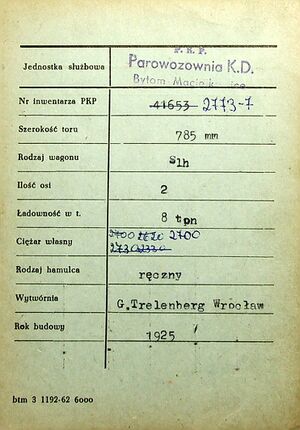 P. K. P.
Jednostka służbowa Parowozownia K.D.
Bytom
Nr inwentarza PKP 41653 2773-7
Szerokość toru 785 mm
Rodzaj wagonu Slh
Ilość osi 2
Ładowność w t. 8 tpn
Ciężar własny 2700
Rodzaj hamulca ręczny
Wytwórnia G.Trelenberg Wrocław
Rok budowy 1925
btm 3 1192-62 6000